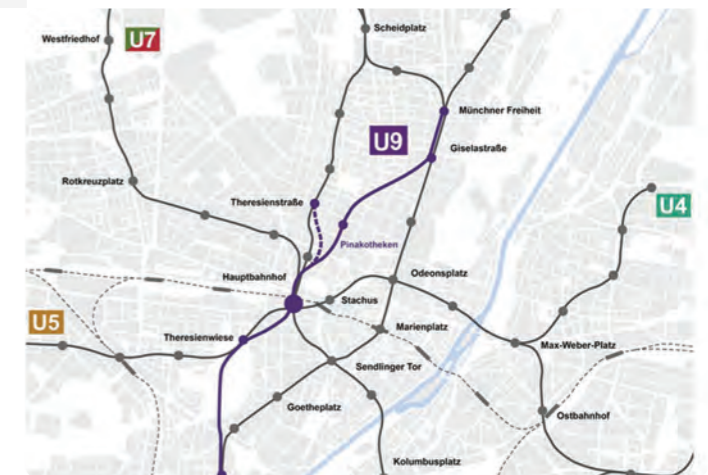 Scheidplatz
Westfriedhof
U7
Münchner Freiheit
U9
Giselastraße
Rotkreuzplatz
Theresienstraße
U4
Pinakotheken
Hauptbahnhof
Odeonsplatz
Stachus
U5
Marienplatz
Theresienwiese
Max-Weber-Platz
Sendlinger Tor
Goetheplatz
Ostbahnhof
Kolumbusplatz